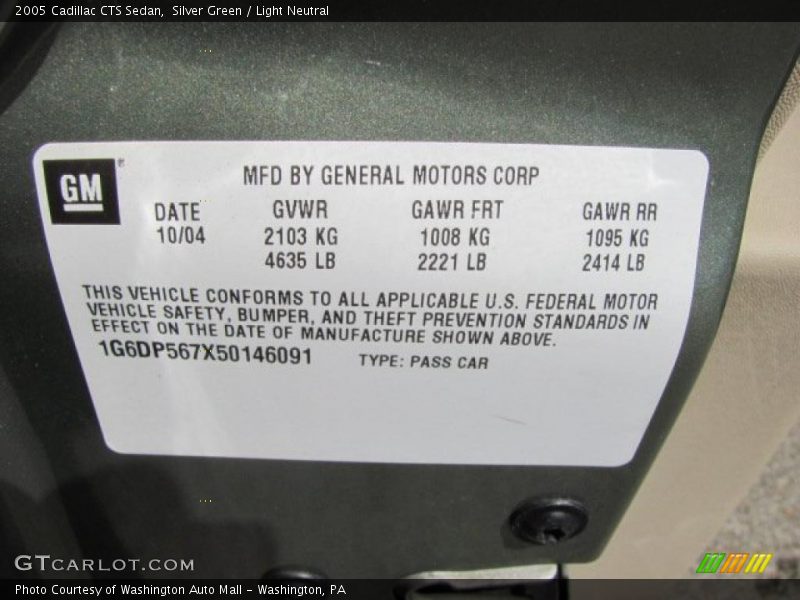 2005 Cadillac CTS Sedan,  Silver Green / Light Neutral
GM®
MFD BY GENERAL MOTORS CORP
DATE GVWR GAWR FRT GAWR RR
10/04 2103 KG 1008 KG 1095 KG
4635 LB 2221 LB 2414 LB
THIS VEHICLE CONFORMS TO ALL APPLICABLE U.S. FEDERAL MOTOR
VEHICLE SAFETY, BUMPER, AND THEFT PREVENTION STANDARDS IN
EFFECT ON THE DATE OF MANUFACTURE SHOWN ABOVE.
1G6DP567X50146091 TYPE: PASS CAR
GTCARLOT.COM
Photo Courtesy of Washington Auto Mall – Washington, PA